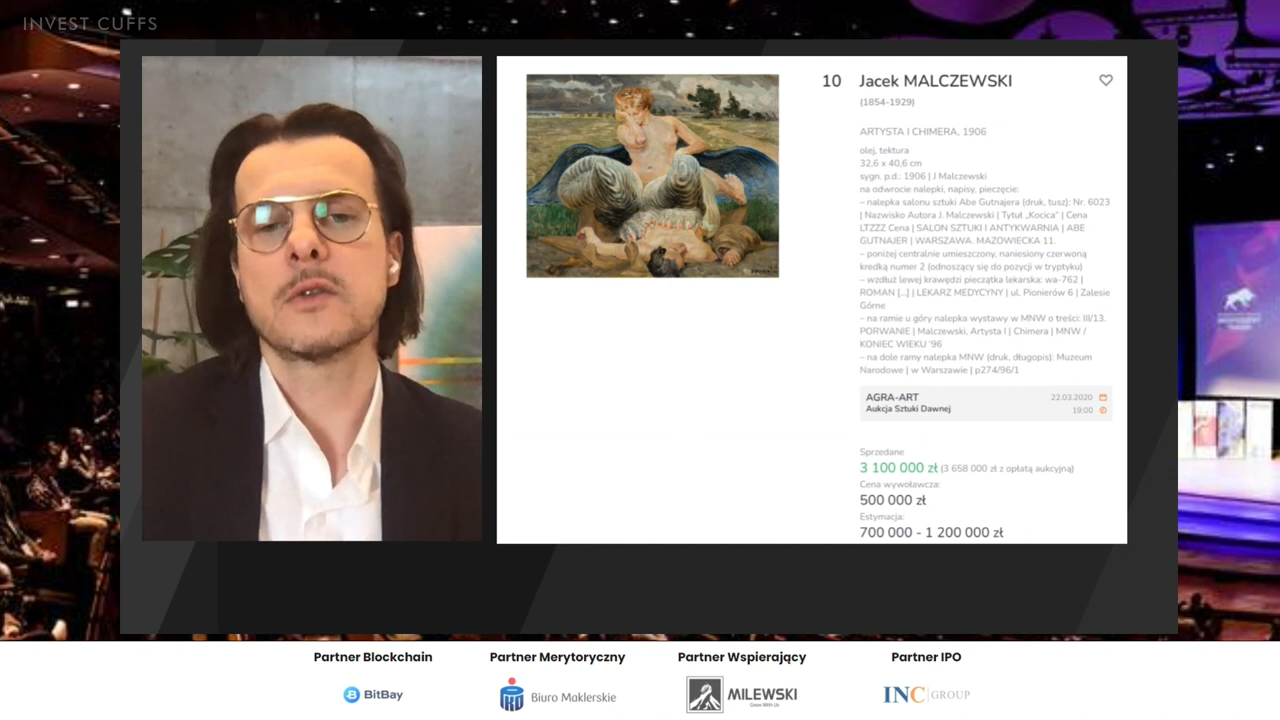 INVEST CUFFS
10 Jacek MALCZEWSKI
(1854-1929)
ARTYSTA I CHIMERA, 1906
olej, tektura
32,6 x 40,6 cm
sygn. p.d.: 1906 | J Malczewski
na odwrocie nalepki, napisy, pieczęcie:
– nalepka salonu sztuki Abe Gutnajera (druk, tusz): Nr. 6023
| Nazwisko Autora J. Malczewski | Tytuł „Kocica" | Cena
LTZZZ Cena | SALON SZTUKI I ANTYKWARNIA | ABE
GUTNAJER | WARSZAWA. MAZOWIECKA 11.
– poniżej centralnie umieszczony, naniesiony czerwoną
kredką numer 2 (odnoszący się do pozycji w tryptyku)
– wzdłuż lewej krawędzi pieczątka lekarska: wa-762 |
ROMAN [...] | LEKARZ MEDYCYNY | ul. Pionierów 6 | Zalesie
Górne
– na ramie u góry nalepka wystawy w MNW o treści: III/13.
PORWANIE | Malczewski, Artysta I | Chimera | MNW /
KONIEC WIEKU '96
– na dole ramy nalepka MNW (druk, długopis): Muzeum
Narodowe | w Warszawie | p274/96/1
AGRA-ART 22.03.2020
Aukcja Sztuki Dawnej 19:00
Sprzedane
3 100 000 zł (3 658 000 zł z opłatą aukcyjną)
Cena wywoławcza:
500 000 zł
Estymacja:
700 000 - 1 200 000 zł
Partner Blockchain Partner Merytoryczny Partner Wspierający Partner IPO
BitBay Biuro Maklerskie MILEWSKI INC GROUP
Grow With Us